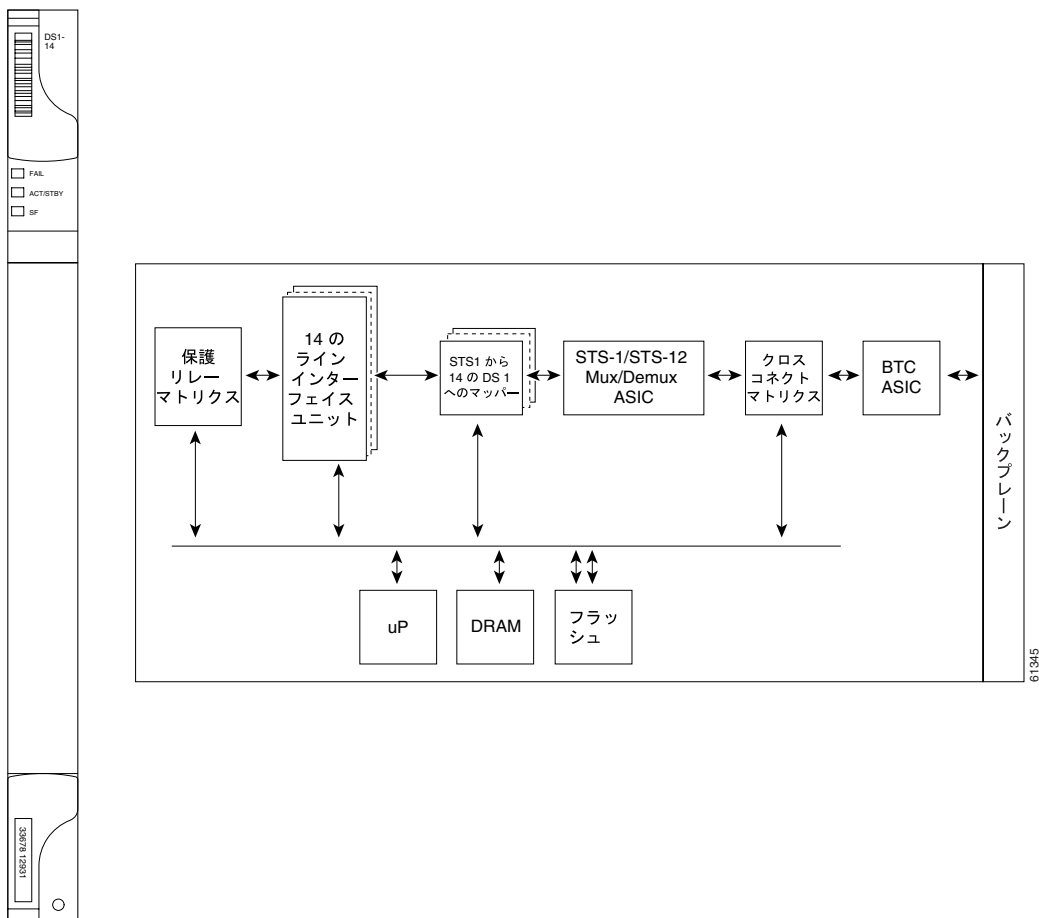 DS1-
14
FAIL
ACT/STBY
SF
33678 12931
保護
リレー
マトリクス
14 の
ライン
インター
フェイス
ユニット
STS1 から
14 の DS 1
へのマッパー
STS-1/STS-12
Mux/Demux
ASIC
クロス
コネクト
マトリクス
BTC
ASIC
バックプレーン
uP
DRAM
フラッ
シュ
61345